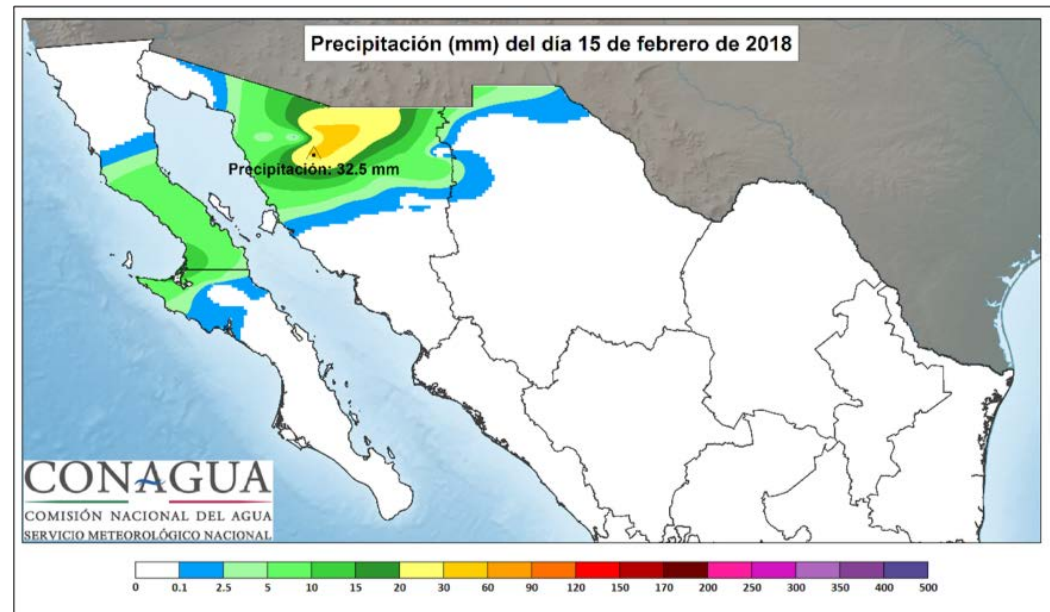 Precipitación (mm) del día 15 de febrero de 2018
Precipitación: 32.5 mm
CONAGUA
COMISIÓN NACIONAL DEL AGUA
SERVICIO METEOROLÓGICO NACIONAL
0 0.1 2.5 5 10 15 20 30 60 90 120 150 170 200 250 300 350 400 500